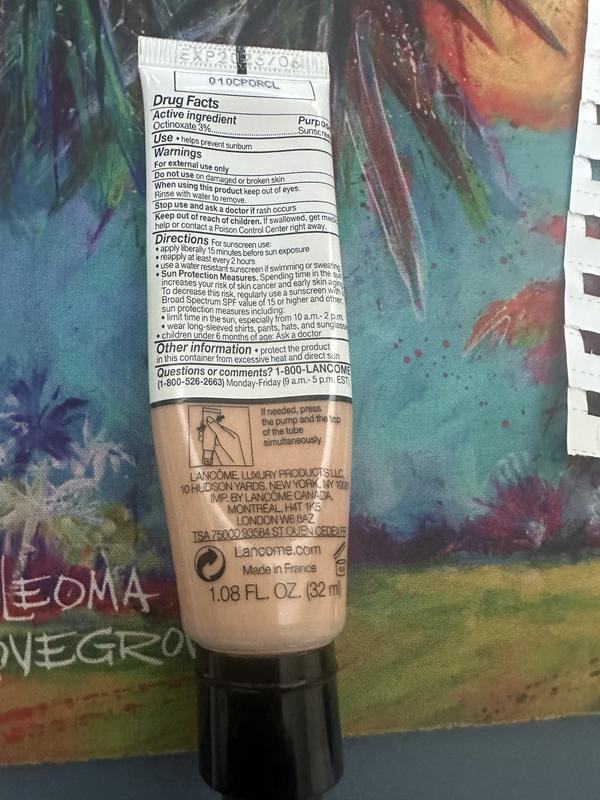 EXP2026/06
010CPORCL
Drug Facts
Active ingredient Purpo
Octinoxate 3%................Sunscre
Use • helps prevent sunburn
Warnings
For external use only
Do not use on damaged or broken skin
When using this product keep out of eyes.
Rinse with water to remove.
Stop use and ask a doctor if rash occurs
Keep out of reach of children. If swallowed, get medi
help or contact a Poison Control Center right away.
Directions For sunscreen use:
• apply liberally 15 minutes before sun exposure
• reapply at least every 2 hours
• use a water resistant sunscreen if swimming or sweating
• Sun Protection Measures. Spending time in the sun
increases your risk of skin cancer and early skin aging
To decrease this risk, regularly use a sunscreen with a
Broad Spectrum SPF value of 15 or higher and other
sun protection measures including:
• limit time in the sun, especially from 10 a.m.- 2 p.m.
• wear long-sleeved shirts, pants, hats, and sunglasse
• children under 6 months of age: Ask a doctor
Other information • protect the product
in this container from excessive heat and direct sun
Questions or comments? 1-800-LANCOME
(1-800-526-2663) Monday-Friday (9 a.m.- 5 p.m. EST)
If needed, press
the pump and the top
of the tube
simultaneously.
LANCÔME, LUXURY PRODUCTS LLC,
10 HUDSON YARDS, NEW YORK, NY 10001
IMP. BY LANCÔME CANADA,
MONTRÉAL, H4T 1K5
LONDON W6 8AZ
TSA 75000 93584 ST OUEN CEDEX FR
Lancome.com
Made in France
1.08 FL. OZ. (32 ml)
LEOMA
OVEGRO